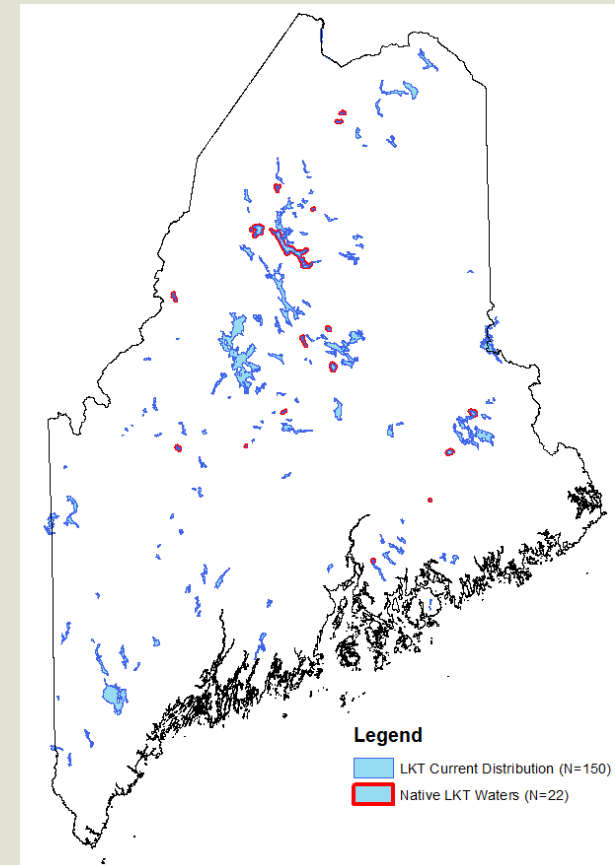 Legend
LKT Current Distribution (N=150)
Native LKT Waters (N=22)